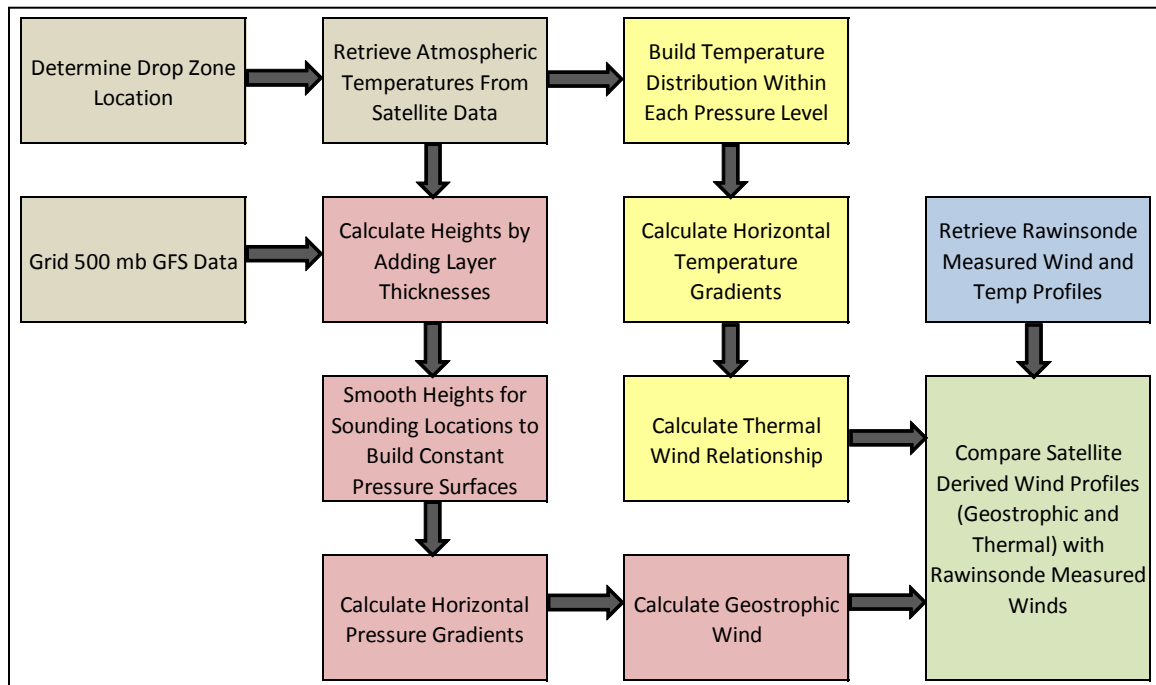 Determine Drop Zone
Location
Retrieve Atmospheric
Temperatures From
Satellite Data
Build Temperature
Distribution Within
Each Pressure Level
Grid 500 mb GFS Data
Calculate Heights by
Adding Layer
Thicknesses
Calculate Horizontal
Temperature
Gradients
Retrieve Rawinsonde
Measured Wind and
Temp Profiles
Smooth Heights for
Sounding Locations to
Build Constant
Pressure Surfaces
Calculate Thermal
Wind Relationship
Compare Satellite
Derived Wind Profiles
(Geostrophic and
Thermal) with
Rawinsonde Measured
Winds
Calculate Horizontal
Pressure Gradients
Calculate Geostrophic
Wind